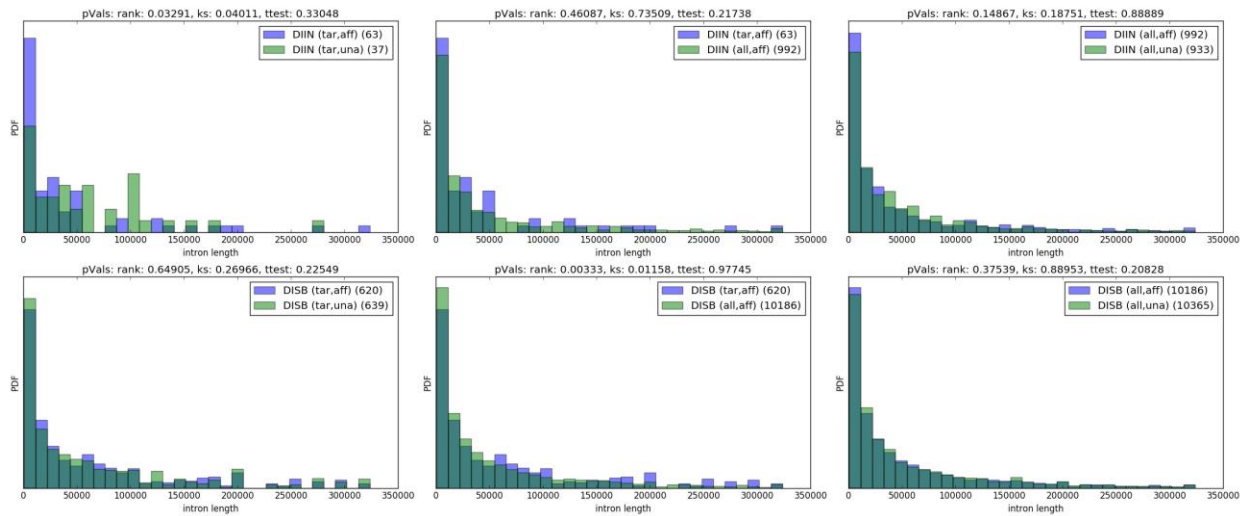 pVals: rank: 0.03291, ks: 0.04011, ttest: 0.33048
DIIN (tar,aff) (63)
DIIN (tar,una) (37)
PDF
0 50000 100000 150000 200000 250000 300000 350000
intron length
pVals: rank: 0.46087, ks: 0.73509, ttest: 0.21738
DIIN (tar,aff) (63)
DIIN (all,aff) (992)
PDF
0 50000 100000 150000 200000 250000 300000 350000
intron length
pVals: rank: 0.14867, ks: 0.18751, ttest: 0.88889
DIIN (all,aff) (992)
DIIN (all,una) (933)
PDF
0 50000 100000 150000 200000 250000 300000 350000
intron length
pVals: rank: 0.64905, ks: 0.26966, ttest: 0.22549
DISB (tar,aff) (620)
DISB (tar,una) (639)
PDF
0 50000 100000 150000 200000 250000 300000 350000
intron length
pVals: rank: 0.00333, ks: 0.01158, ttest: 0.97745
DISB (tar,aff) (620)
DISB (all,aff) (10186)
PDF
0 50000 100000 150000 200000 250000 300000 350000
intron length
pVals: rank: 0.37539, ks: 0.88953, ttest: 0.20828
DISB (all,aff) (10186)
DISB (all,una) (10365)
PDF
0 50000 100000 150000 200000 250000 300000 350000
intron length